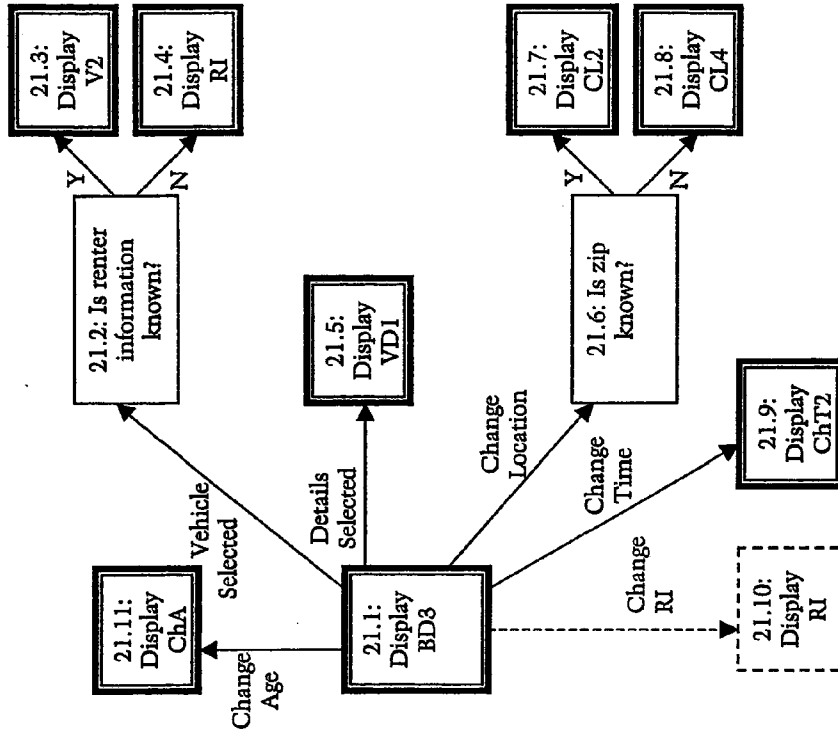 21.3:
Display
V2
21.4:
Display
RI
Y
N
21.2: Is renter
information
known?
Vehicle
Selected
21.11:
Display
ChA
Change
Age
21.1:
Display
BD3
Details
Selected
21.5:
Display
VD1
Change
Location
21.6: Is zip
known?
Y
N
21.7:
Display
CL2
21.8:
Display
CL4
Change
Time
21.9:
Display
ChT2
Change
RI
21.10:
Display
RI